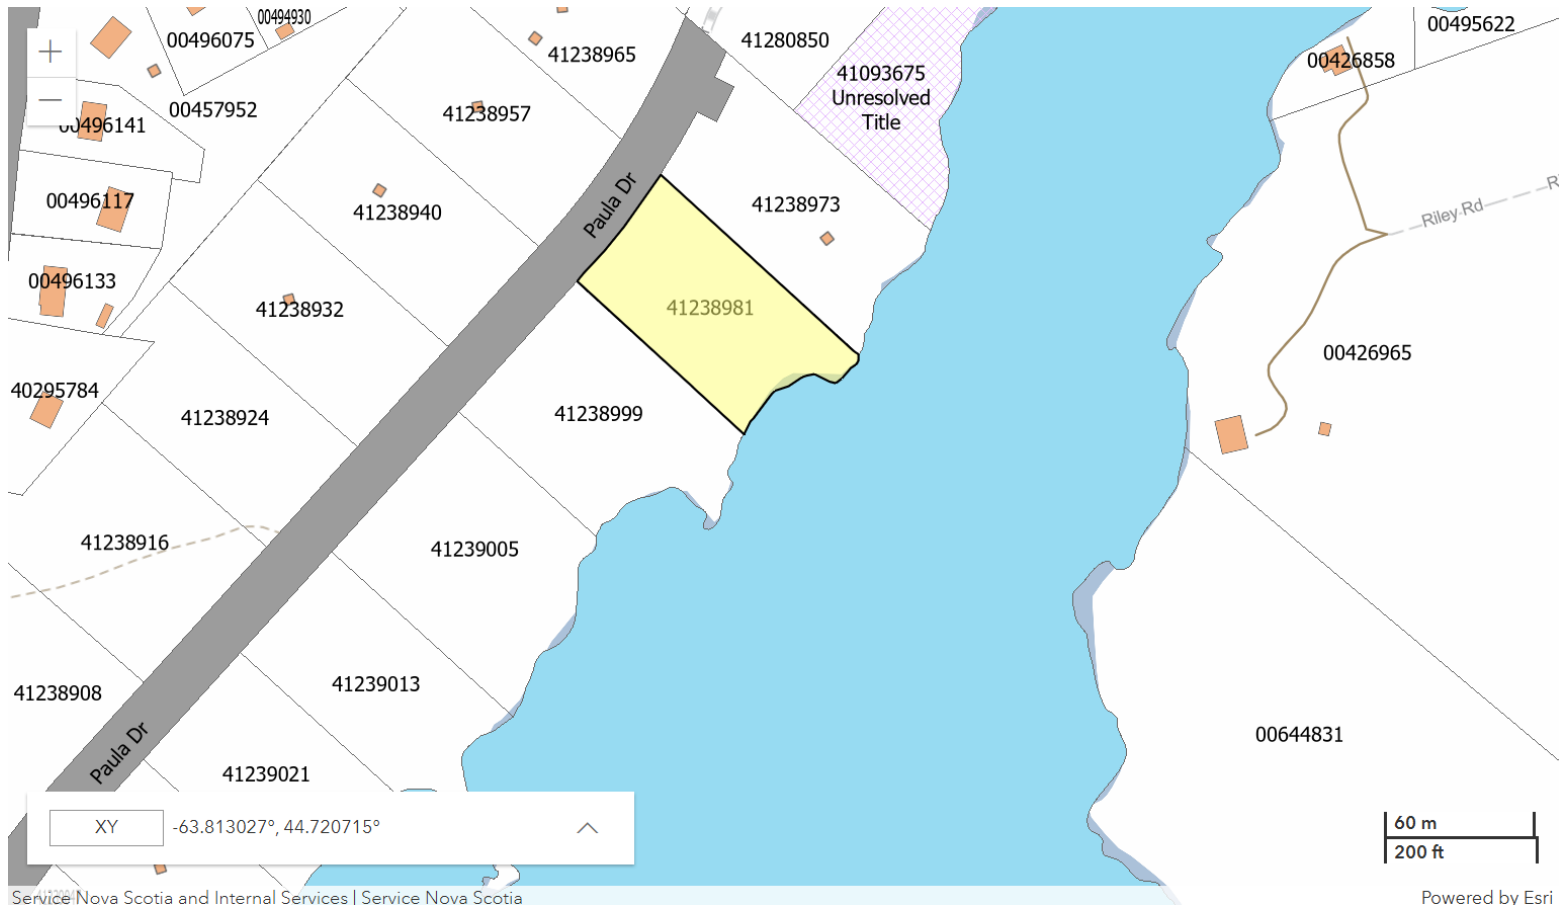 00494930
00496075
00495622
41280850
41238965
00426858
41093675
Unresolved
Title
00457952
41238957
00496141
00496117
Paula Dr
41238973
41238940
Riley Rd
00496133
41238932
41238981
00426965
40295784
41238924
41238999
41238916
41239005
41238908
41239013
Paula Dr
00644831
41239021
XY
-63.813027°, 44.720715°
60 m
200 ft
Service Nova Scotia and Internal Services | Service Nova Scotia
Powered by Esri